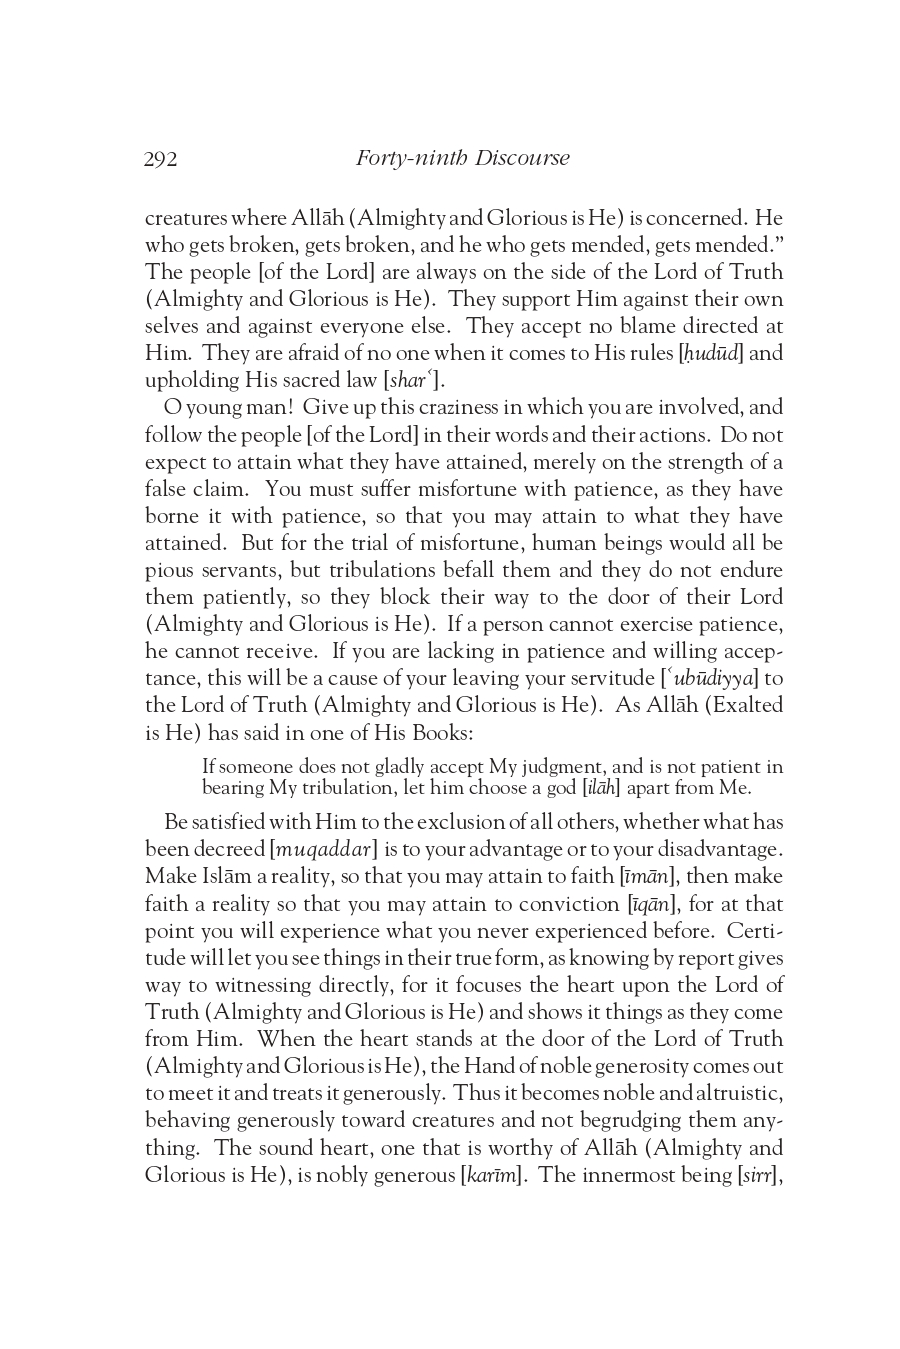 292
Forty-ninth Discourse
creatures where Allāh (Almighty and Glorious is He) is concerned. He
who gets broken, gets broken, and he who gets mended, gets mended.”
The people [of the Lord] are always on the side of the Lord of Truth
(Almighty and Glorious is He). They support Him against their own
selves and against everyone else. They accept no blame directed at
Him. They are afraid of no one when it comes to His rules [ḥudūd] and
upholding His sacred law [sharʿ].
O young man! Give up this craziness in which you are involved, and
follow the people [of the Lord] in their words and their actions. Do not
expect to attain what they have attained, merely on the strength of a
false claim. You must suffer misfortune with patience, as they have
borne it with patience, so that you may attain to what they have
attained. But for the trial of misfortune, human beings would all be
pious servants, but tribulations befall them and they do not endure
them patiently, so they block their way to the door of their Lord
(Almighty and Glorious is He). If a person cannot exercise patience,
he cannot receive. If you are lacking in patience and willing accep-
tance, this will be a cause of your leaving your servitude [ʿubūdiyya] to
the Lord of Truth (Almighty and Glorious is He). As Allāh (Exalted
is He) has said in one of His Books:
If someone does not gladly accept My judgment, and is not patient in
bearing My tribulation, let him choose a god [ilāh] apart from Me.
Be satisfied with Him to the exclusion of all others, whether what has
been decreed [muqaddar] is to your advantage or to your disadvantage.
Make Islām a reality, so that you may attain to faith [īmān], then make
faith a reality so that you may attain to conviction [īqān], for at that
point you will experience what you never experienced before. Certi-
tude will let you see things in their true form, as knowing by report gives
way to witnessing directly, for it focuses the heart upon the Lord of
Truth (Almighty and Glorious is He) and shows it things as they come
from Him. When the heart stands at the door of the Lord of Truth
(Almighty and Glorious is He), the Hand of noble generosity comes out
to meet it and treats it generously. Thus it becomes noble and altruistic,
behaving generously toward creatures and not begrudging them any-
thing. The sound heart, one that is worthy of Allāh (Almighty and
Glorious is He), is nobly generous [karīm]. The innermost being [sirr],